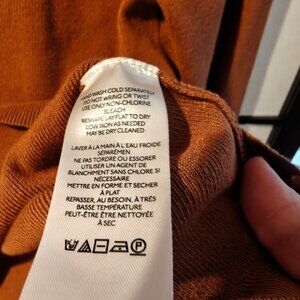 HAND WASH COLD SEPARATELY
DO NOT WRING OR TWIST
USE ONLY NON-CHLORINE
BLEACH
RESHAPE LAY FLAT TO DRY
LOW IRON AS NEEDED
MAY BE DRY CLEANED
LAVER À LA MAIN À L'EAU FROIDE
SÉPARÉMEN
NE PAS TORDRE OU ESSORER
UTILISER UN AGENT DE
BLANCHIMENT SANS CHLORE SI
NÉCESSAIRE
METTRE EN FORME ET SECHER
À PLAT
REPASSER, AU BESOIN, À TRÈS
BASSE TEMPÉRATURE
PEUT-ÊTRE ÊTRE NETTOYÉE
À SEC